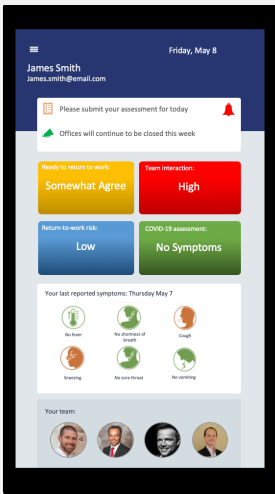 Friday, May 8
James Smith
James.smith@email.com
Please submit your assessment for today
Offices will continue to be closed this week
Ready to return to work:
Somewhat Agree
Team interaction:
High
Return-to-work risk:
Low
COVID-19 assessment:
No Symptoms
Your last reported symptoms: Thursday May 7
No fever
No shortness of
breath
Cough
Sneezing
No sore throat
No vomiting
Your team: